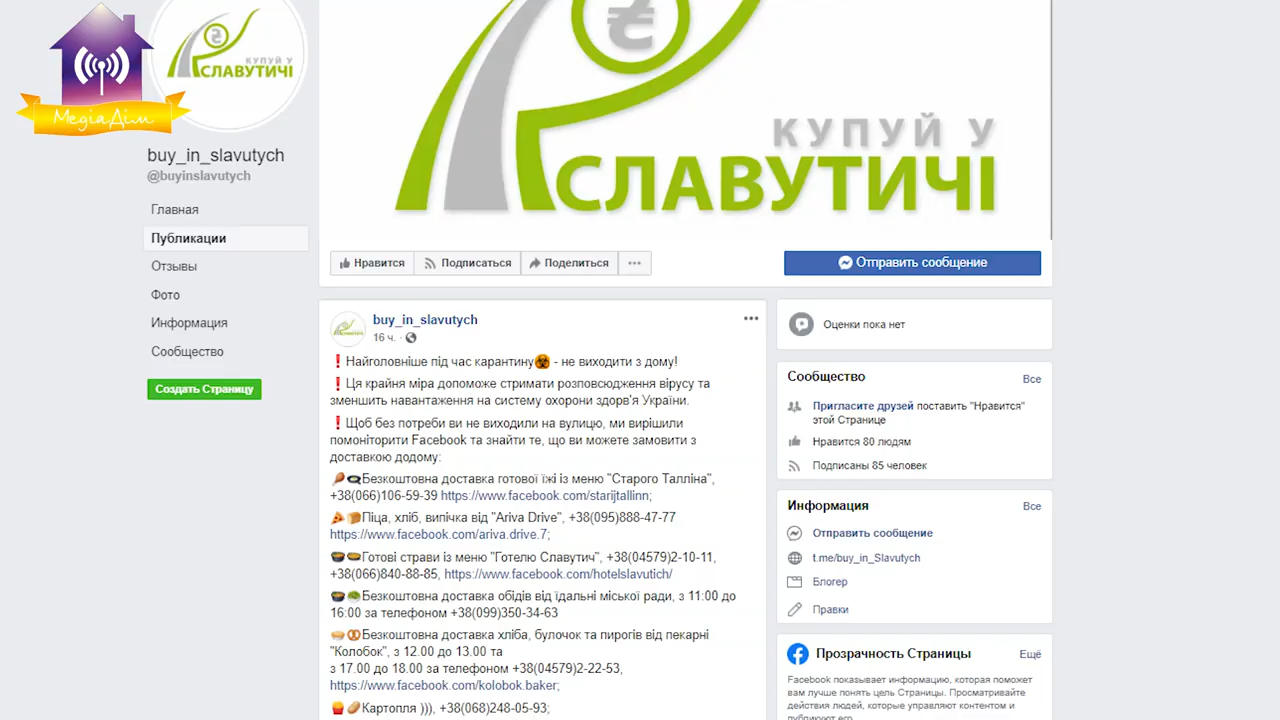 МедіаДім
КУПУЙ У
СЛАВУТИЧІ
buy_in_slavutych
@buyinslavutych
Главная
Публикации
Отзывы
Фото
Информация
Сообщество
Создать Страницу
КУПУЙ У
СЛАВУТИЧІ
Нравится
Подписаться
Поделиться
Отправить сообщение
buy_in_slavutych
16 ч.
❗Найголовніше під час карантину☣ - не виходити з дому!
❗Ця крайня міра допоможе стримати розповсюдження вірусу та
зменшить навантаження на систему охорони здоров'я України.
❗Щоб без потреби ви не виходили на вулицю, ми вирішили
помоніторити Facebook та знайти те, що ви можете замовити з
доставкою додому:
🍗🍳Безкоштовна доставка готової їжі із меню "Старого Талліна",
+38(066)106-59-39 https://www.facebook.com/starijtallinn;
🍕🍞Піца, хліб, випічка від "Ariva Drive", +38(095)888-47-77
https://www.facebook.com/ariva.drive.7;
🍲🥧Готові страви із меню "Готелю Славутич", +38(04579)2-10-11,
+38(066)840-88-85, https://www.facebook.com/hotelslavutich/
🍲🥗Безкоштовна доставка обідів від їдальні міської ради, з 11:00 до
16:00 за телефоном +38(099)350-34-63
🥧🥨Безкоштовна доставка хліба, булочок та пирогів від пекарні
"Колобок", з 12.00 до 13.00 та
з 17.00 до 18.00 за телефоном +38(04579)2-22-53,
https://www.facebook.com/kolobok.baker;
🍟🥔Картопля ))), +38(068)248-05-93;
Оценки пока нет
Сообщество
Все
Пригласите друзей поставить "Нравится"
этой Странице
Нравится 80 людям
Подписаны 85 человек
Информация
Все
Отправить сообщение
t.me/buy_in_Slavutych
Блогер
Правки
Прозрачность Страницы
Ещё
Facebook показывает информацию, которая поможет
вам лучше понять цель Страницы. Просматривайте
действия людей, которые управляют контентом и
публикуют его.